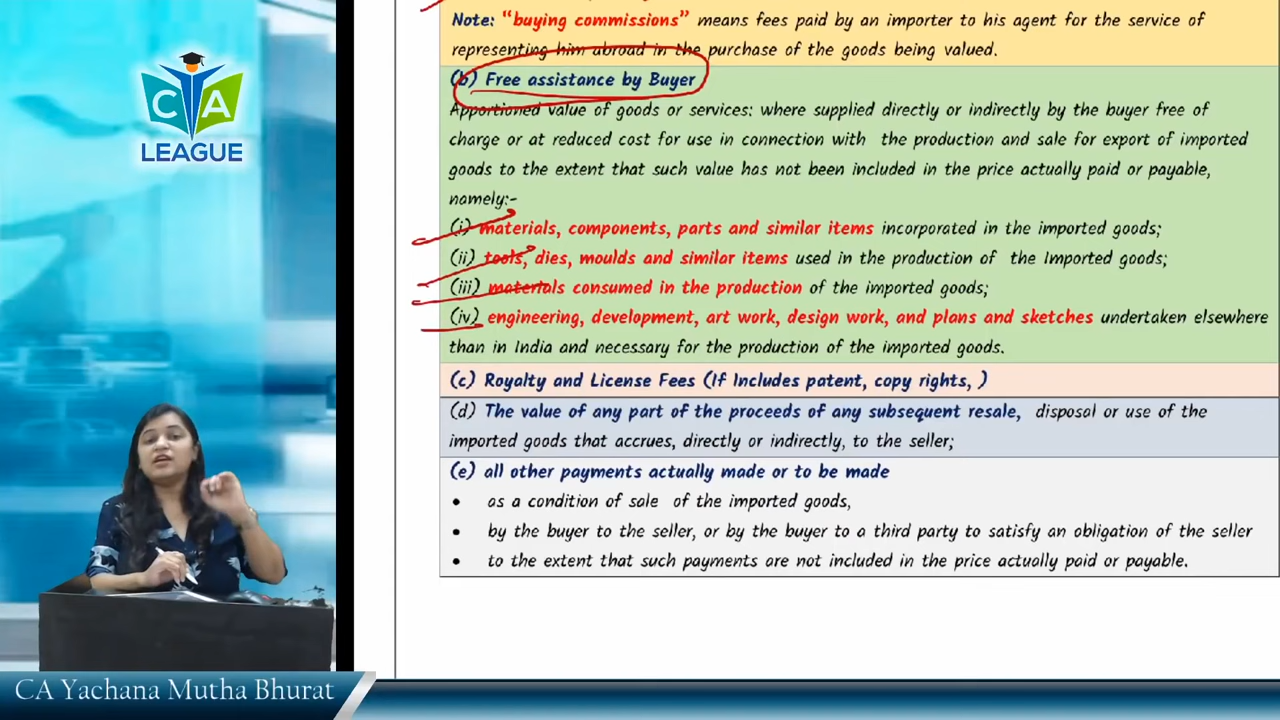 Note: "buying commissions" means fees paid by an importer to his agent for the service of
representing him abroad in the purchase of the goods being valued.
(b) Free assistance by Buyer
Apportioned value of goods or services: where supplied directly or indirectly by the buyer free of
charge or at reduced cost for use in connection with the production and sale for export of imported
goods to the extent that such value has not been included in the price actually paid or payable,
namely:-
(i) materials, components, parts and similar items incorporated in the imported goods;
(ii) tools, dies, moulds and similar items used in the production of the Imported goods;
(iii) materials consumed in the production of the imported goods;
(iv) engineering, development, art work, design work, and plans and sketches undertaken elsewhere
than in India and necessary for the production of the imported goods.
(c) Royalty and License Fees (If Includes patent, copy rights, )
(d) The value of any part of the proceeds of any subsequent resale, disposal or use of the
imported goods that accrues, directly or indirectly, to the seller;
(e) all other payments actually made or to be made
• as a condition of sale of the imported goods,
• by the buyer to the seller, or by the buyer to a third party to satisfy an obligation of the seller
• to the extent that such payments are not included in the price actually paid or payable.
CA
LEAGUE
CA Yachana Mutha Bhurat